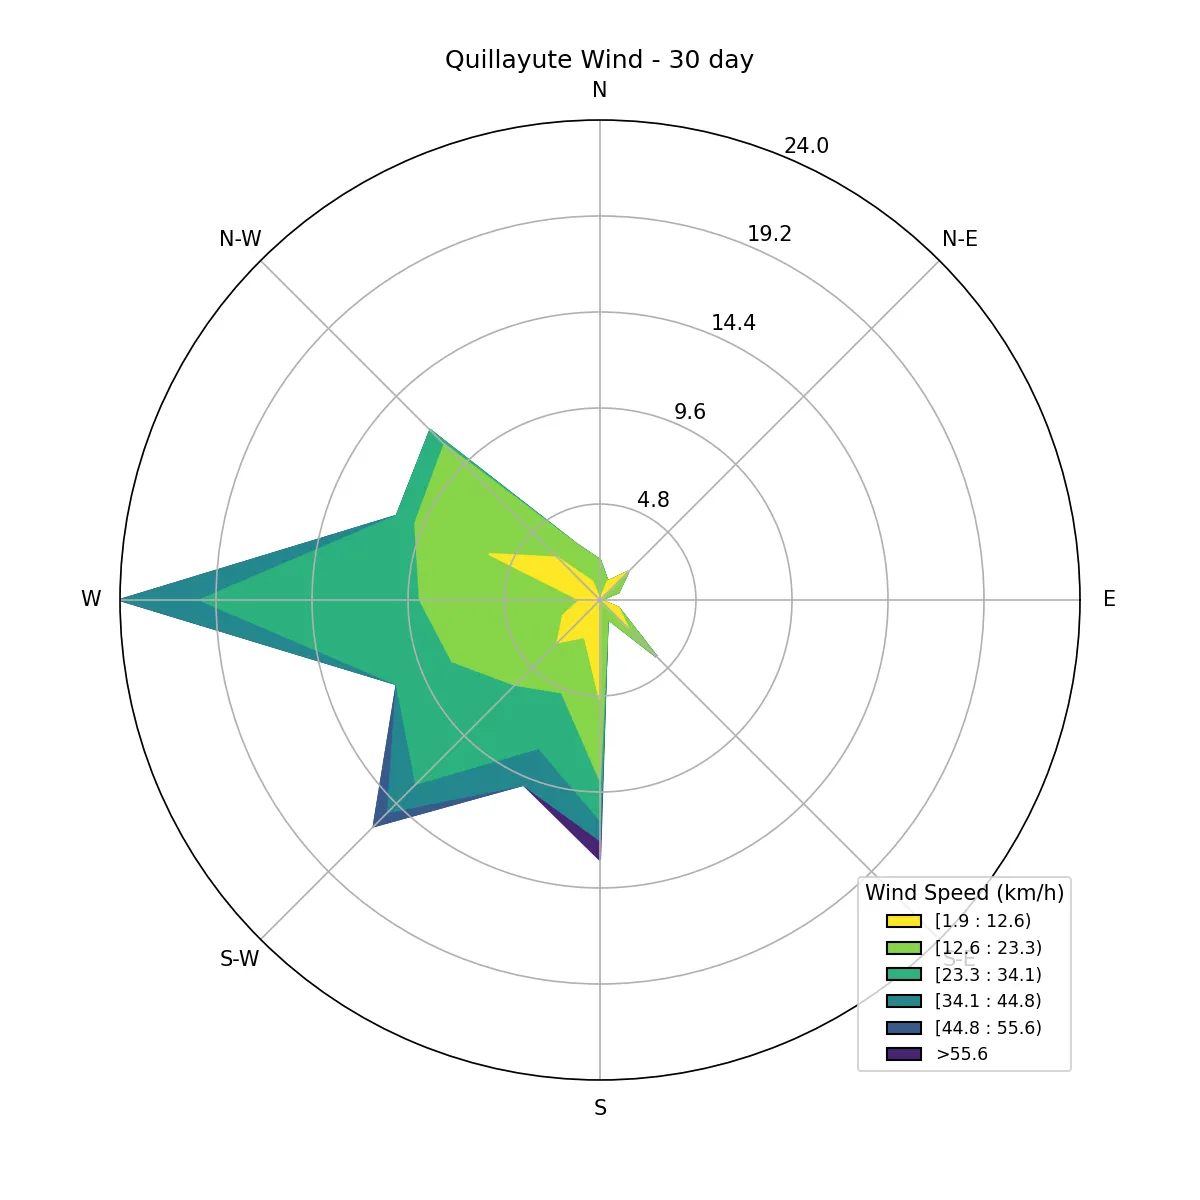 Quillayute Wind - 30 day
N
24.0
N-W
19.2
N-E
14.4
9.6
4.8
W
E
Wind Speed (km/h)
[1.9 : 12.6)
[12.6 : 23.3)
S-W
S-E
[23.3 : 34.1)
[34.1 : 44.8)
[44.8 : 55.6)
>55.6
S